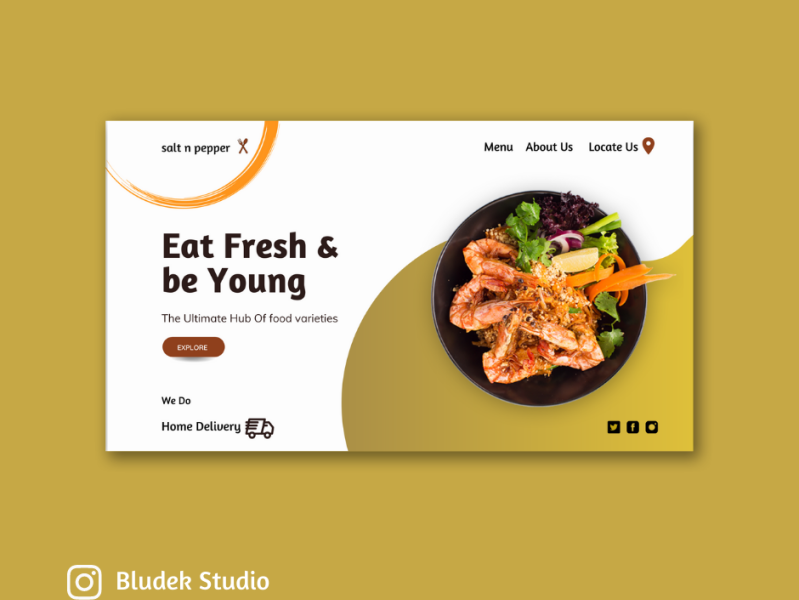 salt n pepper
Menu About Us Locate Us
Eat Fresh &
be Young
The Ultimate Hub Of food varieties
EXPLORE
We Do
Home Delivery
Bludek Studio